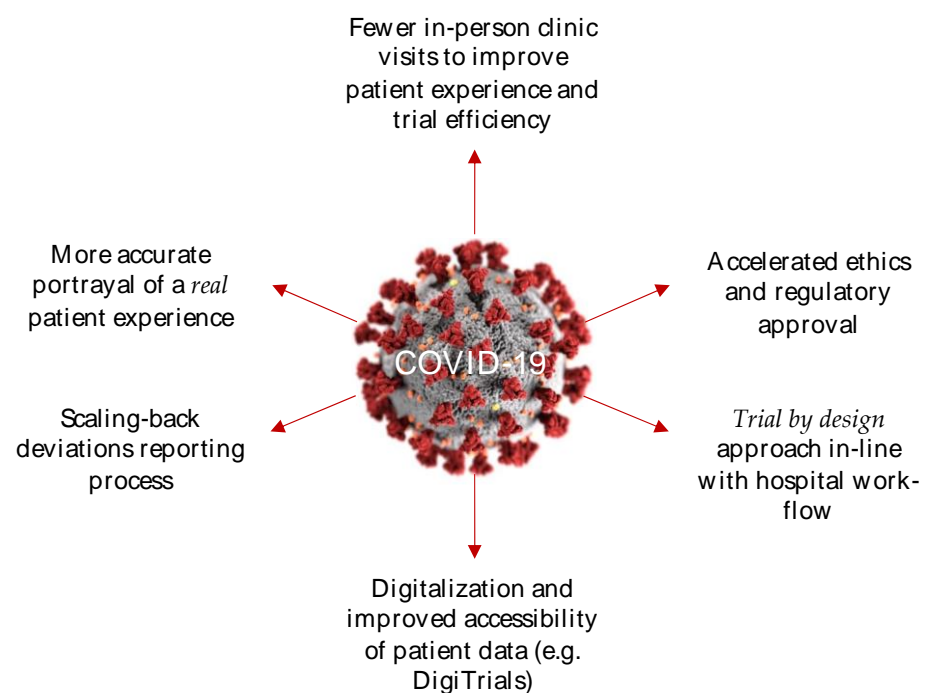 Fewer in-person clinic
visits to improve
patient experience and
trial efficiency
More accurate
portrayal of a real
patient experience
Accelerated ethics
and regulatory
approval
COVID-19
Scaling-back
deviations reporting
process
Trial by design
approach in-line
with hospital work-
flow
Digitalization and
improved accessibility
of patient data (e.g.
DigiTrials)